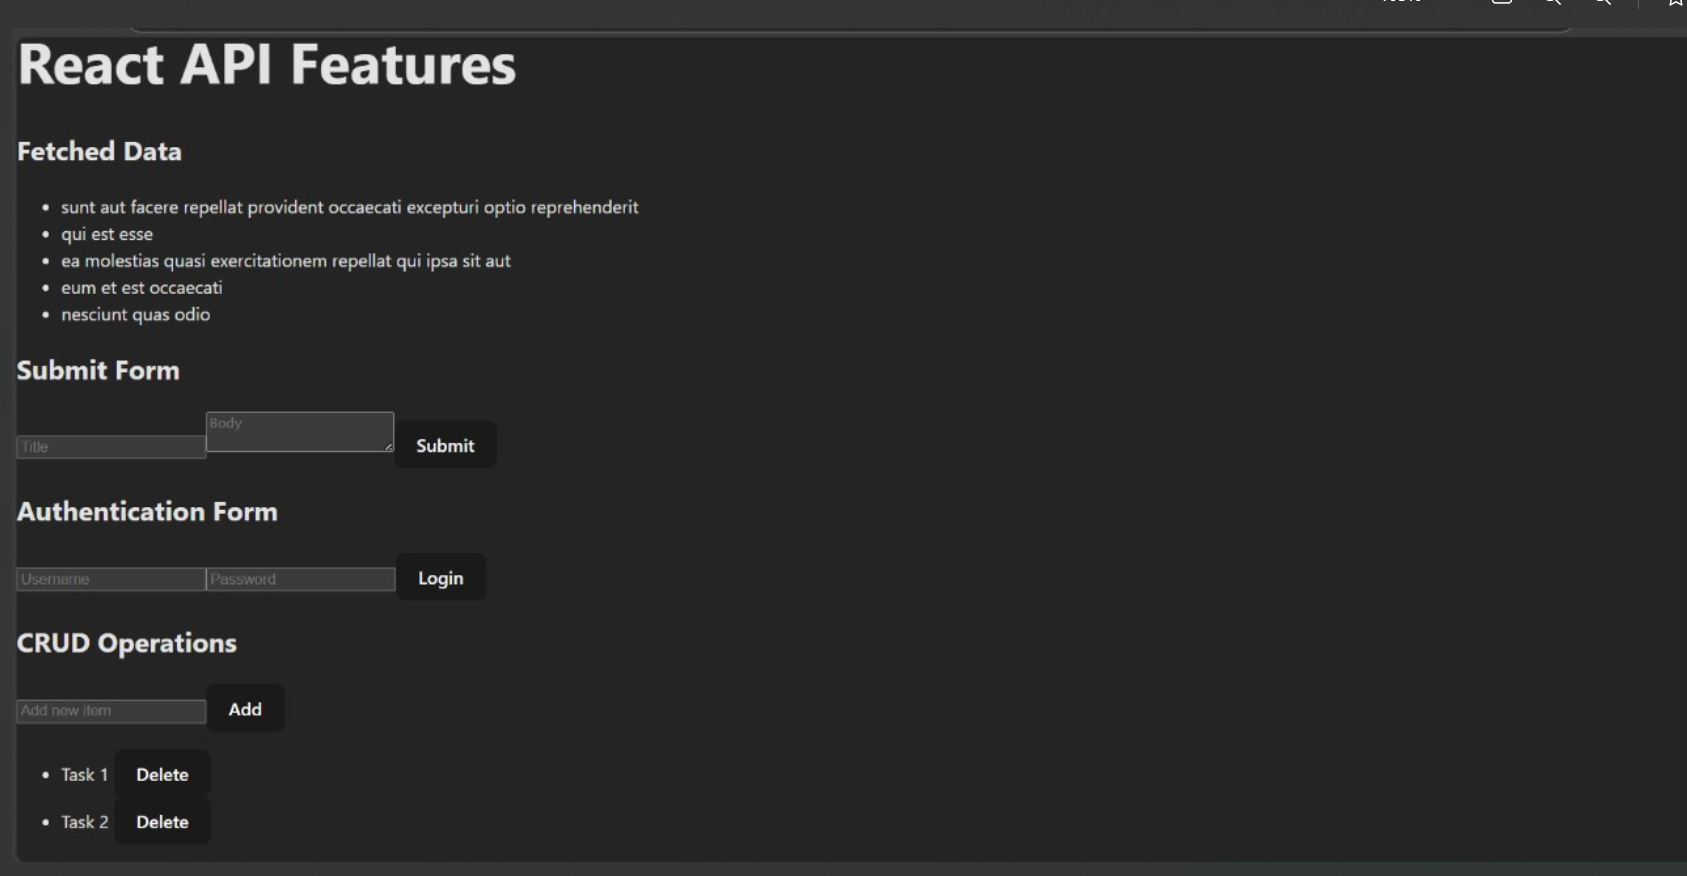 React API Features
Fetched Data
sunt aut facere repellat provident occaecati excepturi optio reprehenderit
qui est esse
ea molestias quasi exercitationem repellat qui ipsa sit aut
eum et est occaecati
nesciunt quas odio
Submit Form
Title Body Submit
Authentication Form
Username Password Login
CRUD Operations
Add new item Add
Task 1 Delete
Task 2 Delete